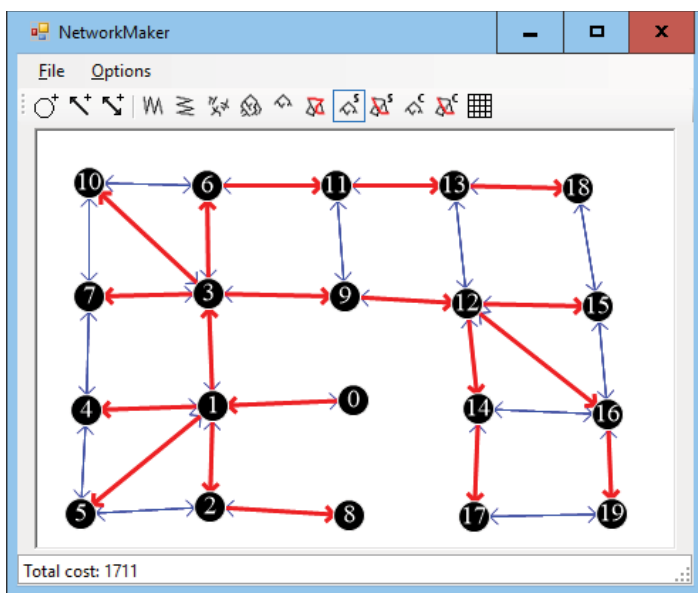 NetworkMaker
File Options
S S C C
10 6 11 13 18
7 3 9 12 15
4 1 0 14 16
5 2 8 17 19
Total cost: 1711